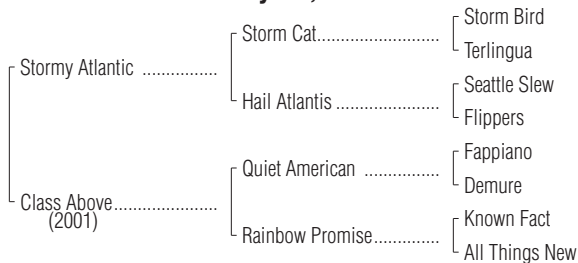 Storm Bird
Storm Cat....................
Terlingua
Stormy Atlantic ...............
Seattle Slew
Hail Atlantis .....................
Flippers
Fappiano
Quiet American ...............
Demure
Class Above.....................
(2001)
Known Fact
Rainbow Promise.............
All Things New